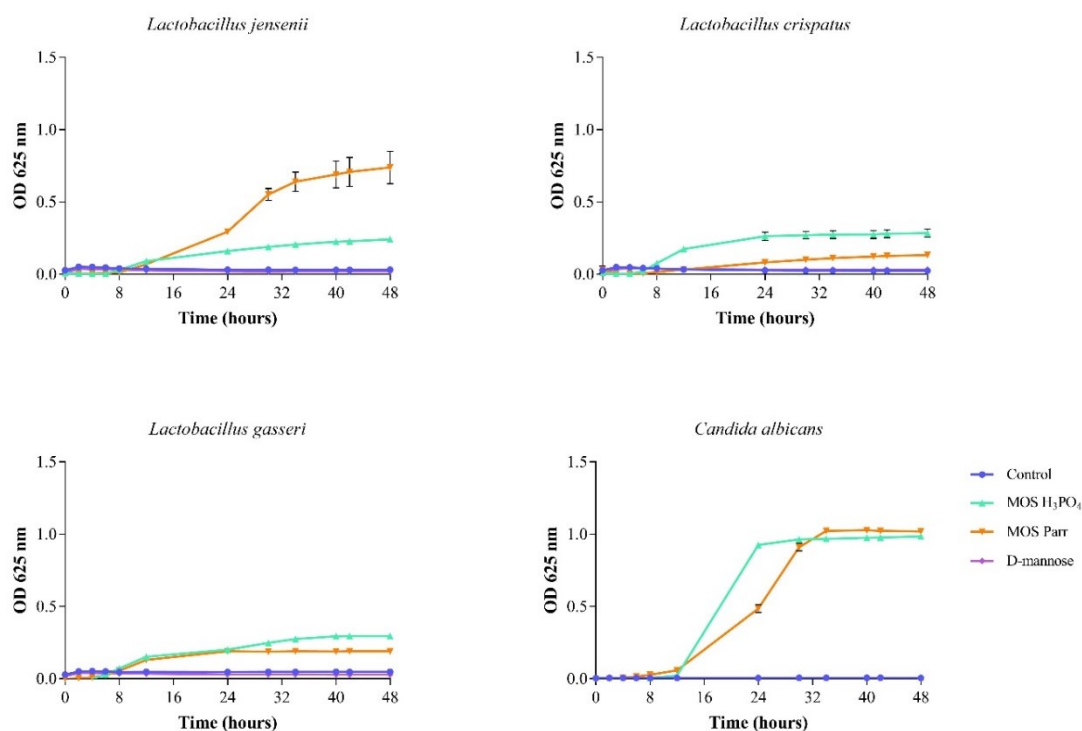 Lactobacillus jensenii
1.5
1.0
0.5
0.0
OD 625 nm
0 8 16 24 32 40 48
Time (hours)
Lactobacillus crispatus
1.5
1.0
0.5
0.0
OD 625 nm
0 8 16 24 32 40 48
Time (hours)
Lactobacillus gasseri
1.5
1.0
0.5
0.0
OD 625 nm
0 8 16 24 32 40 48
Time (hours)
Candida albicans
1.5
1.0
0.5
0.0
OD 625 nm
0 8 16 24 32 40 48
Time (hours)
Control
MOS H₃PO₄
MOS Parr
D-mannose